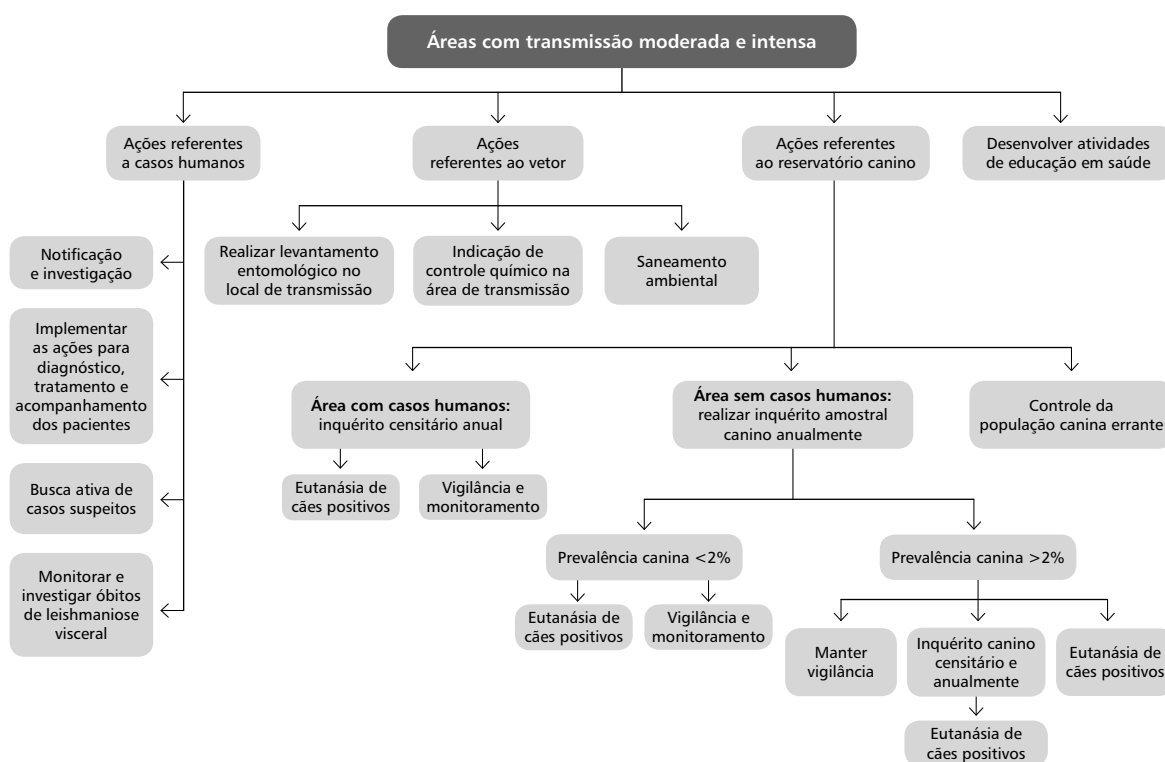 Áreas com transmissão moderada e intensa
Ações referentes
a casos humanos
Ações
referentes ao vetor
Ações referentes
ao reservatório canino
Desenvolver atividades
de educação em saúde
Notificação
e investigação
Implementar
as ações para
diagnóstico,
tratamento e
acompanhamento
dos pacientes
Busca ativa de
casos suspeitos
Monitorar e
investigar óbitos
de leishmaniose
visceral
Realizar levantamento
entomológico no
local de transmissão
Indicação de
controle químico na
área de transmissão
Saneamento
ambiental
Área com casos humanos:
inquérito censitário anual
Área sem casos humanos:
realizar inquérito amostral
canino anualmente
Controle da
população canina errante
Eutanásia de
cães positivos
Vigilância e
monitoramento
Prevalência canina <2%
Prevalência canina >2%
Eutanásia de
cães positivos
Vigilância e
monitoramento
Manter
vigilância
Inquérito canino
censitário e
anualmente
Eutanásia de
cães positivos
Eutanásia de
cães positivos